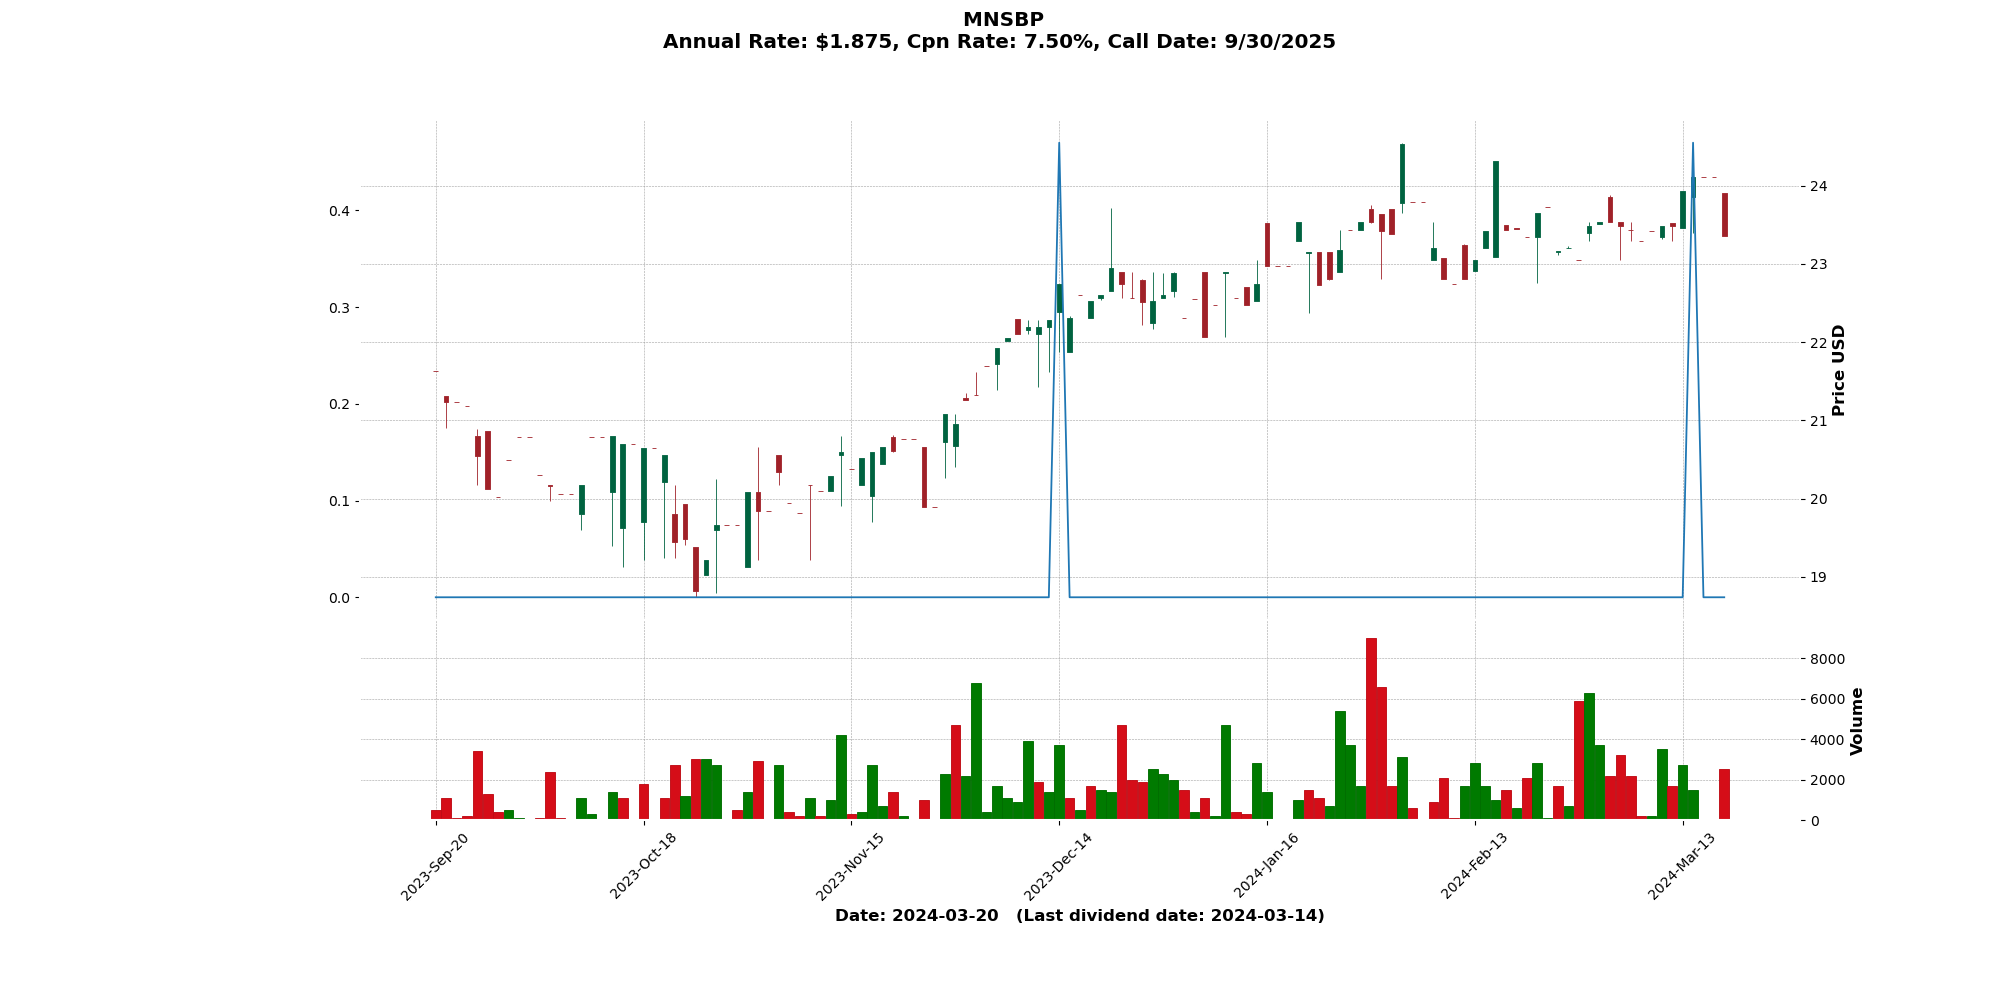 MNSBP
Annual Rate: $1.875, Cpn Rate: 7.50%, Call Date: 9/30/2025
0.4
0.3
0.2
0.1
0.0
24
23
22
21
20
19
Price USD
8000
6000
4000
2000
0
Volume
2023-Sep-20
2023-Oct-18
2023-Nov-15
2023-Dec-14
2024-Jan-16
2024-Feb-13
2024-Mar-13
Date: 2024-03-20 (Last dividend date: 2024-03-14)